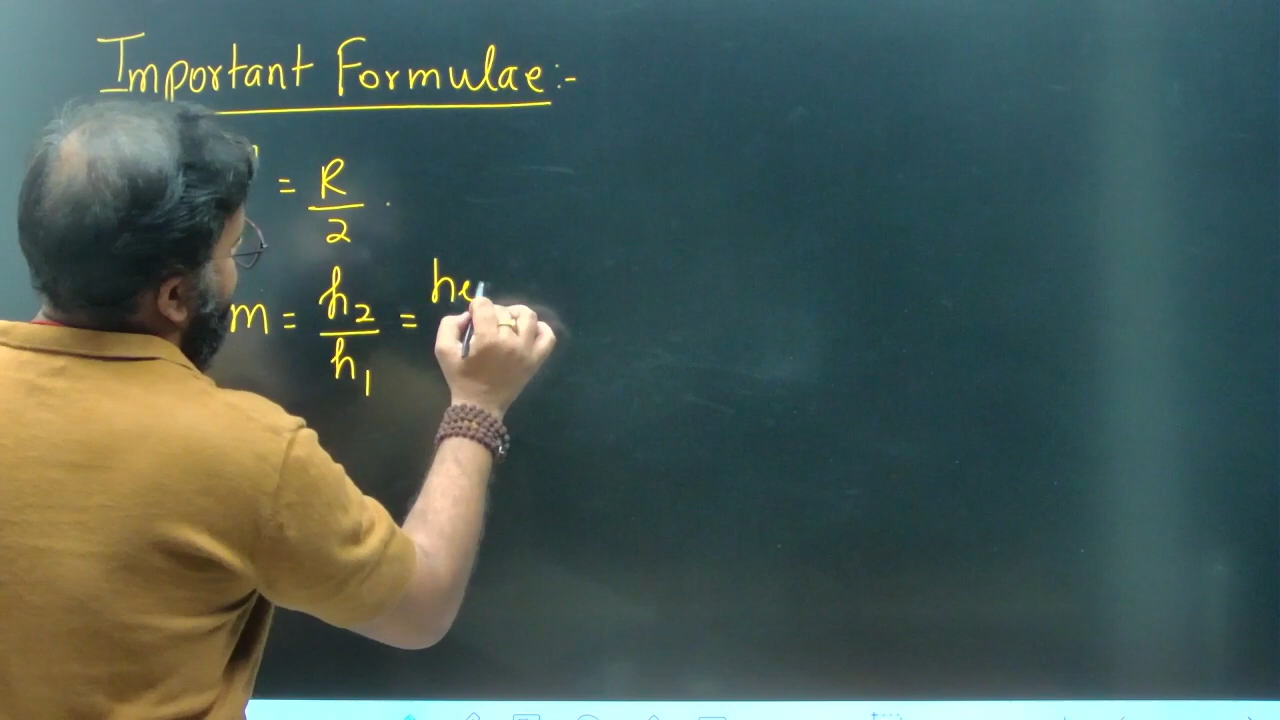 Important Formulae:-
= R/2
m = h₂/h₁ = he